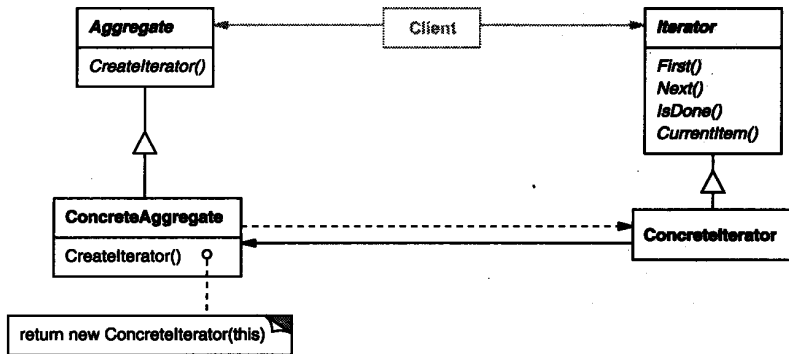 Aggregate
CreateIterator()
Client
Iterator
First()
Next()
IsDone()
CurrentItem()
ConcreteAggregate
CreateIterator()
ConcreteIterator
return new ConcreteIterator(this)